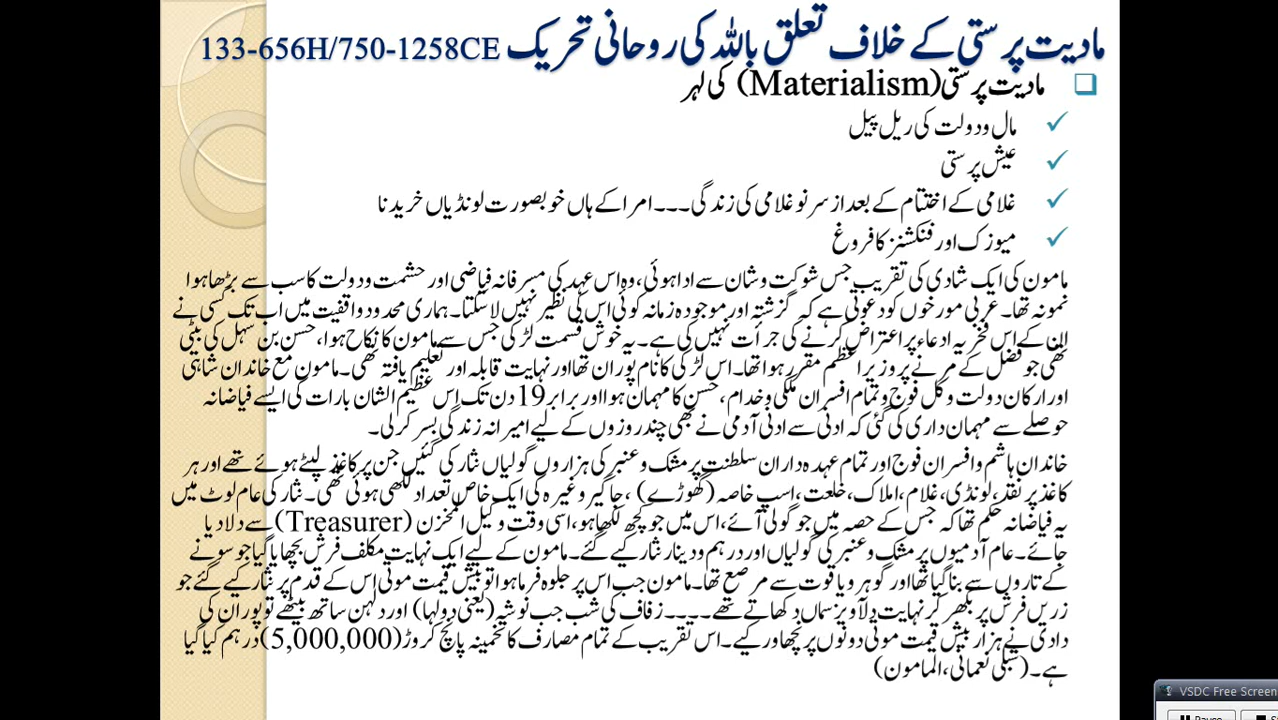 مادیت پرستی کے خلاف تعلق باللہ کی روحانی تحریک 133-656H/750-1258CE
مادیت پرستی (Materialism) کی لہر
مال ودولت کی ریل پیل
عیش پرستی
غلامی کے اختتام کے بعد از سر نو غلامی کی زندگی۔۔۔امرا کے ہاں خوبصورت لونڈیاں خریدنا
میوزک اور فنکشنز کا فروغ
مامون کی ایک شادی کی تقریب جس شوکت و شان سے ادا ہوئی، وہ اس عہد کی مسرفانہ فیاضی اور حشمت و دولت کا سب سے بڑھا ہوا
نمونہ تھا۔ عربی مورخوں کو دعویٰ ہے کہ گزشتہ اور موجودہ زمانہ کوئی اس کی نظیر نہیں لا سکتا۔ ہماری محدود واقفیت میں اب تک کسی نے
ان کے اس فخریہ ادعاء پر اعتراض کرنے کی جرأت نہیں کی ہے۔ یہ خوش قسمت لڑکی جس سے مامون کا نکاح ہوا، حسن بن سہل کی بیٹی
تھی جو فضل کے مرنے پر وزیر اعظم مقرر ہوا تھا۔ اس لڑکی کا نام پوران تھا اور نہایت قابلہ اور تعلیم یافتہ تھی۔ مامون مع خاندان شاہی
اور ارکان دولت و کل فوج و تمام افسران ملکی و خدام، حسن کا مہمان ہوا اور برابر 19 دن تک اس عظیم الشان بارات کی ایسے فیاضانہ
حوصلے سے مہمان داری کی گئی کہ ادنیٰ سے ادنیٰ آدمی نے بھی چند روزوں کے لیے امیرانہ زندگی بسر کرلی۔
خاندان ہاشم و افسران فوج اور تمام عہدہ داران سلطنت پر مشک و عنبر کی ہزاروں گولیاں نثار کی گئیں جن پر کاغذ لپٹے ہوئے تھے اور ہر
کاغذ پر نقد، لونڈی، غلام، املاک، خلعت، اسپ خاصہ (گھوڑے)، جاگیر وغیرہ کی ایک خاص تعداد لکھی ہوئی تھی۔ نثار کی عام لوٹ میں
یہ فیاضانہ حکم تھا کہ جس کے حصہ میں جو گولی آئے، اس میں جو کچھ لکھا ہو، اسی وقت وکیل المخزن (Treasurer) سے دلا دیا
جائے۔ عام آدمیوں پر مشک و عنبر کی گولیاں اور درہم و دینار نثار کیے گئے۔ مامون کے لیے ایک نہایت مکلف فرش بچھایا گیا جو سونے
کے تاروں سے بنا گیا تھا اور گوہر و یاقوت سے مرصع تھا۔ مامون جب اس پر جلوہ فرما ہوا تو بیش قیمت موتی اس کے قدم پر نثار کیے گئے جو
زریں فرش پر بکھر کر نہایت دلآویز سماں دکھاتے تھے۔۔۔۔ زفاف کی شب جب نوشہ (یعنی دولہا) اور دلہن ساتھ بیٹھے تو پوران کی
دادی نے ہزار بیش قیمت موتی دونوں پر نچھاور کیے۔ اس تقریب کے تمام مصارف کا تخمینہ پانچ کروڑ (5,000,000) درہم کیا گیا
ہے۔ (شبلی نعمانی، المامون)
VSDC Free Screen